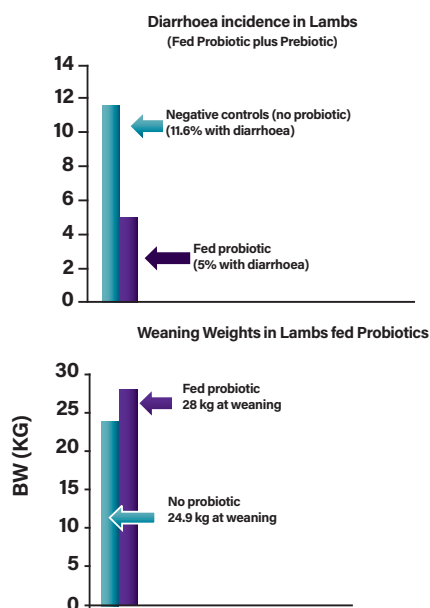 Diarrhoea incidence in Lambs
(Fed Probiotic plus Prebiotic)
14
12
10
8
6
4
2
0
Negative controls (no probiotic)
(11.6% with diarrhoea)
Fed probiotic
(5% with diarrhoea)
Weaning Weights in Lambs fed Probiotics
BW (KG)
30
25
20
15
10
5
0
Fed probiotic
28 kg at weaning
No probiotic
24.9 kg at weaning